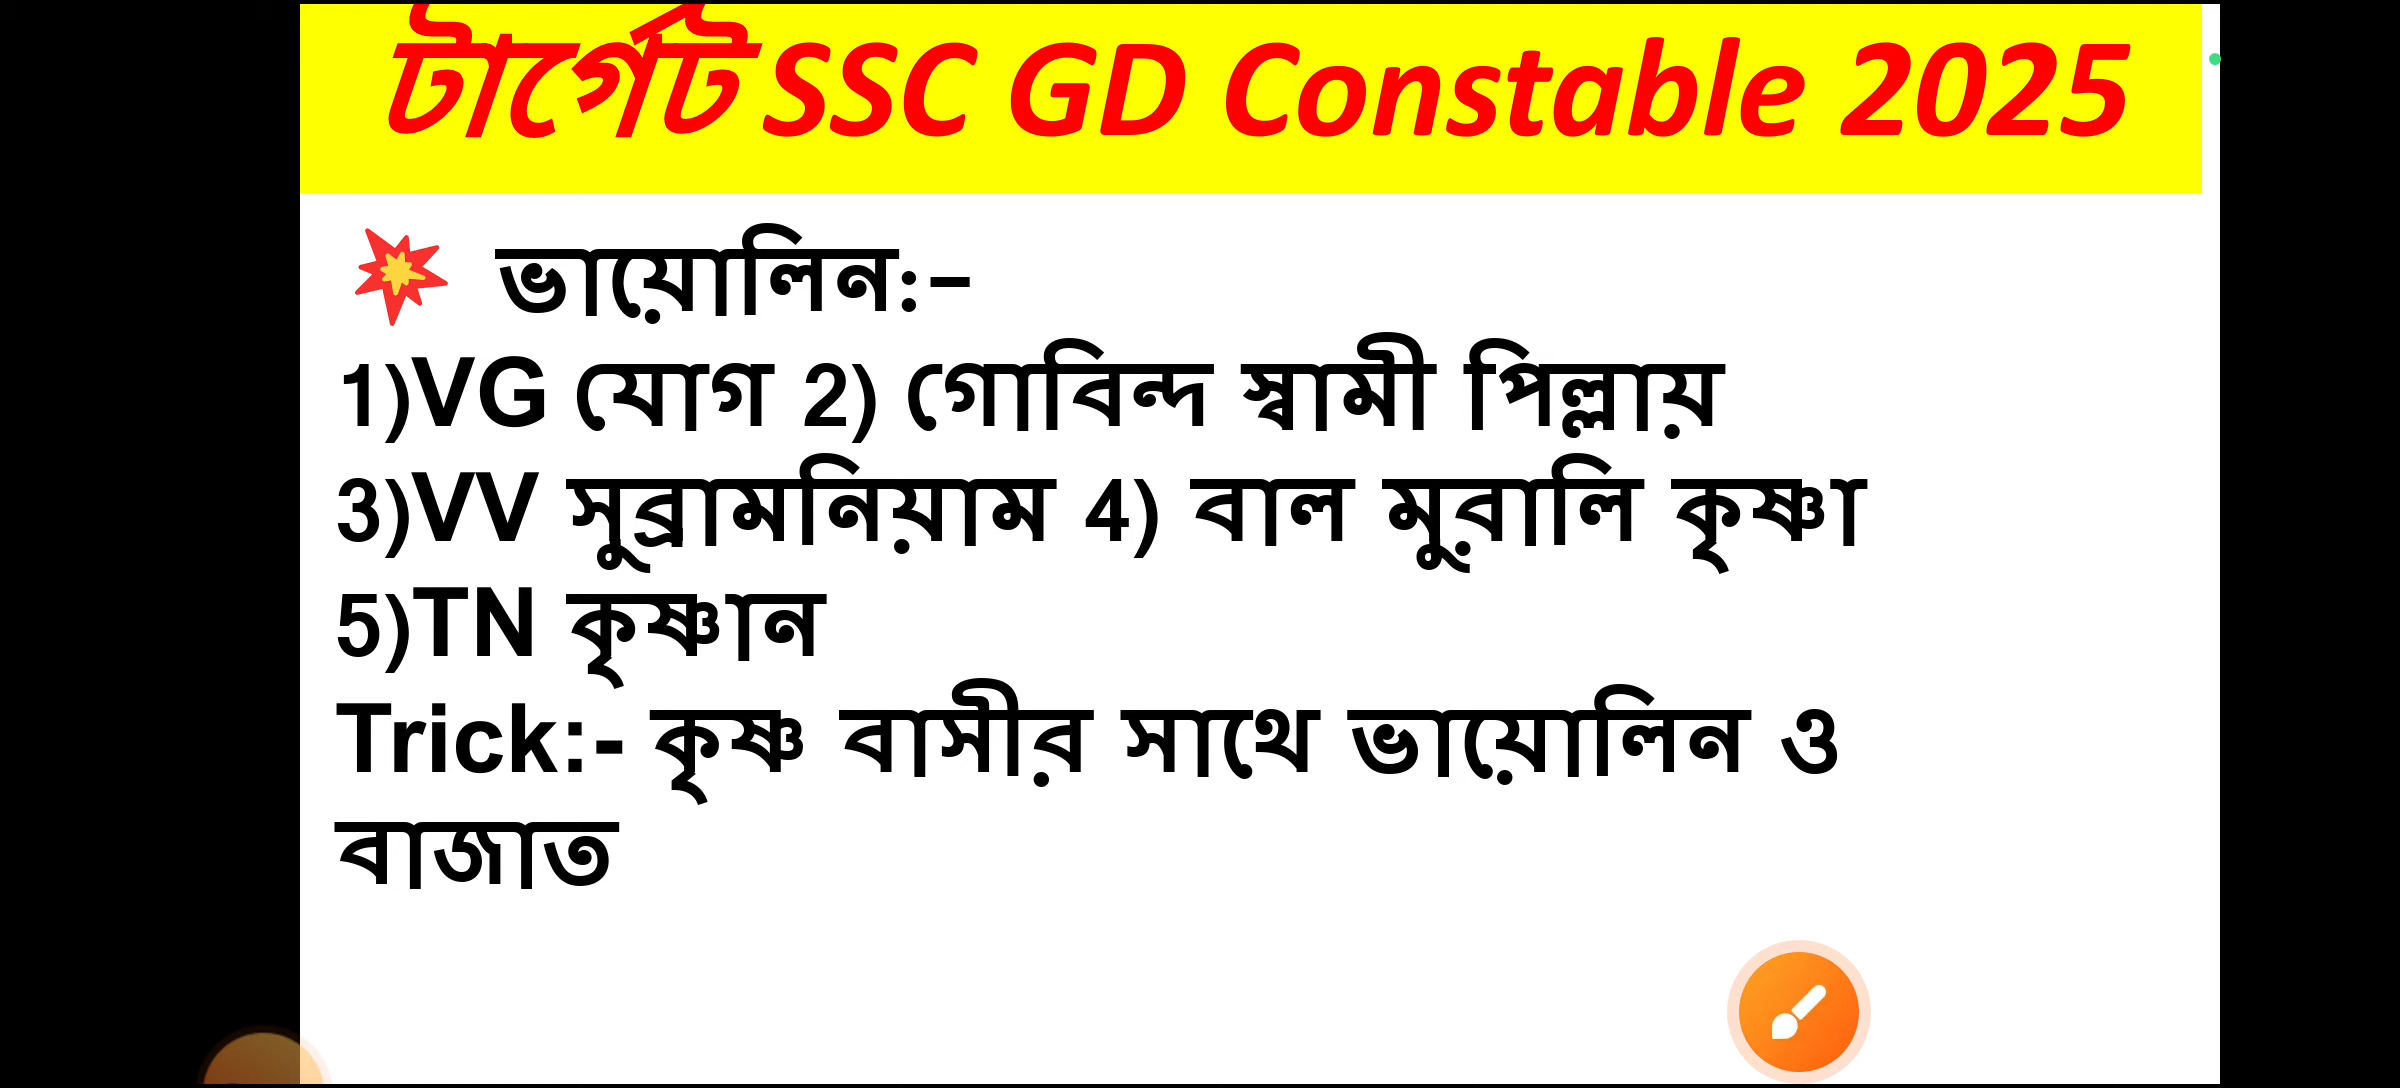 টার্গেট SSC GD Constable 2025
ভায়োলিন:–
1)VG যোগ 2) গোবিন্দ স্বামী পিল্লায়
3)VV সুব্রামনিয়াম 4) বাল মুরালি কৃষ্ণা
5)TN কৃষ্ণান
Trick:- কৃষ্ণ বাসীর সাথে ভায়োলিন ও
বাজাত